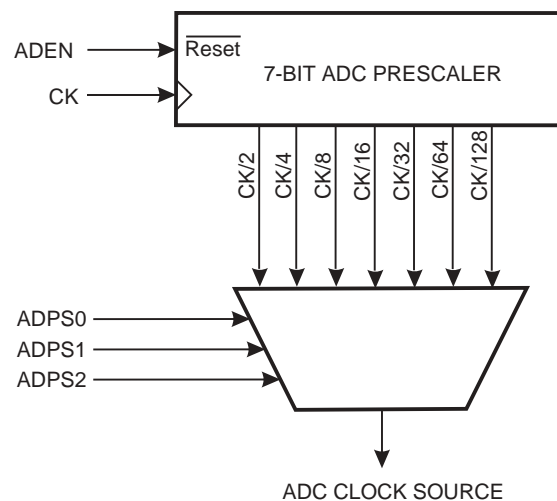 ADEN
Reset
7-BIT ADC PRESCALER
CK
CK/2
CK/4
CK/8
CK/16
CK/32
CK/64
CK/128
ADPS0
ADPS1
ADPS2
ADC CLOCK SOURCE